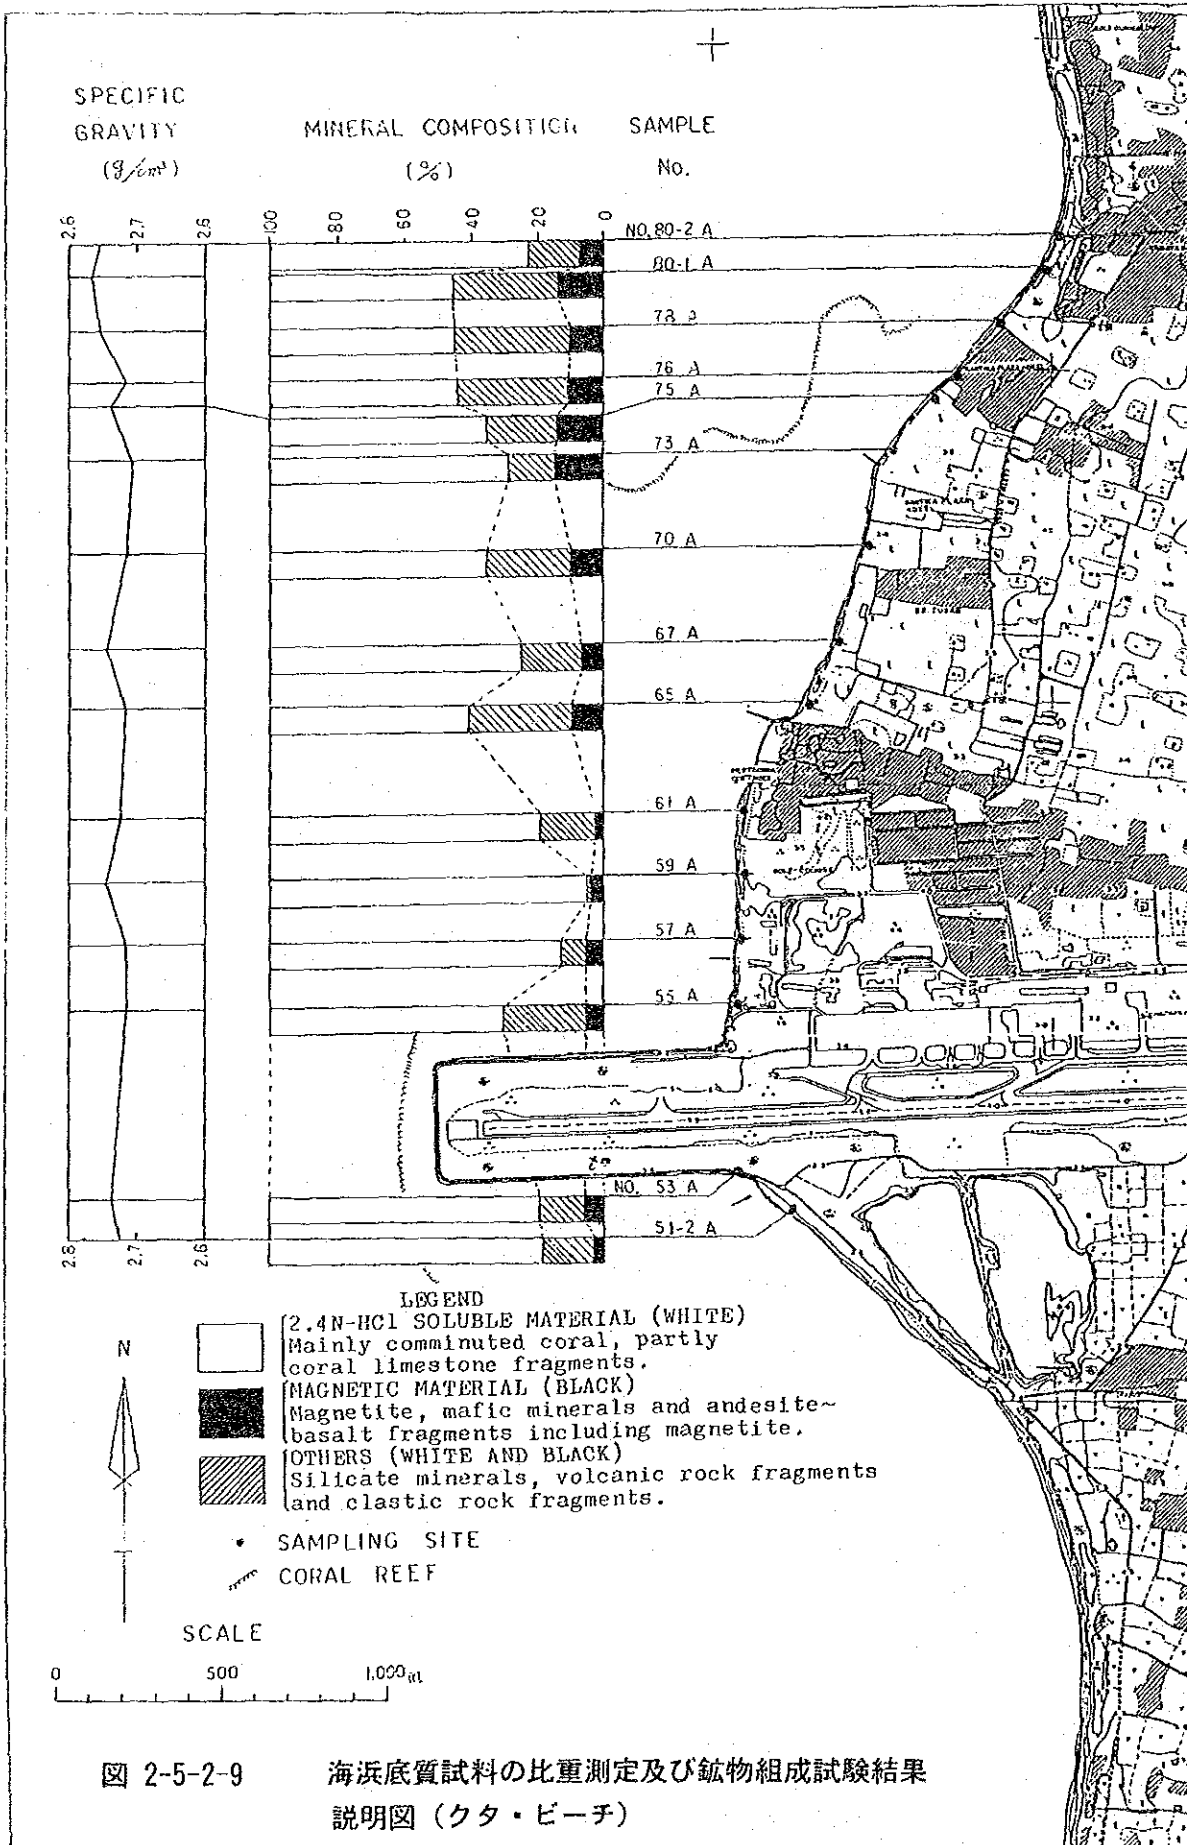 SPECIFIC
GRAVITY
(g/cm³)
MINERAL COMPOSITION
(%)
SAMPLE
No.
2.8
2.7
2.6
100
80
60
40
20
0
NO. 80-2 A
80-1 A
78 A
76 A
75 A
73 A
70 A
67 A
65 A
61 A
59 A
57 A
55 A
NO. 53 A
51-2 A
2.8
2.7
2.6
LEGEND
2.4N-HCl SOLUBLE MATERIAL (WHITE)
Mainly comminuted coral, partly
coral limestone fragments.
MAGNETIC MATERIAL (BLACK)
Magnetite, mafic minerals and andesite~
basalt fragments including magnetite.
OTHERS (WHITE AND BLACK)
Silicate minerals, volcanic rock fragments
and clastic rock fragments.
SAMPLING SITE
CORAL REEF
N
SCALE
0
500
1,000 m
図 2-5-2-9 海浜底質試料の比重測定及び鉱物組成試験結果
説明図(クタ・ビーチ)